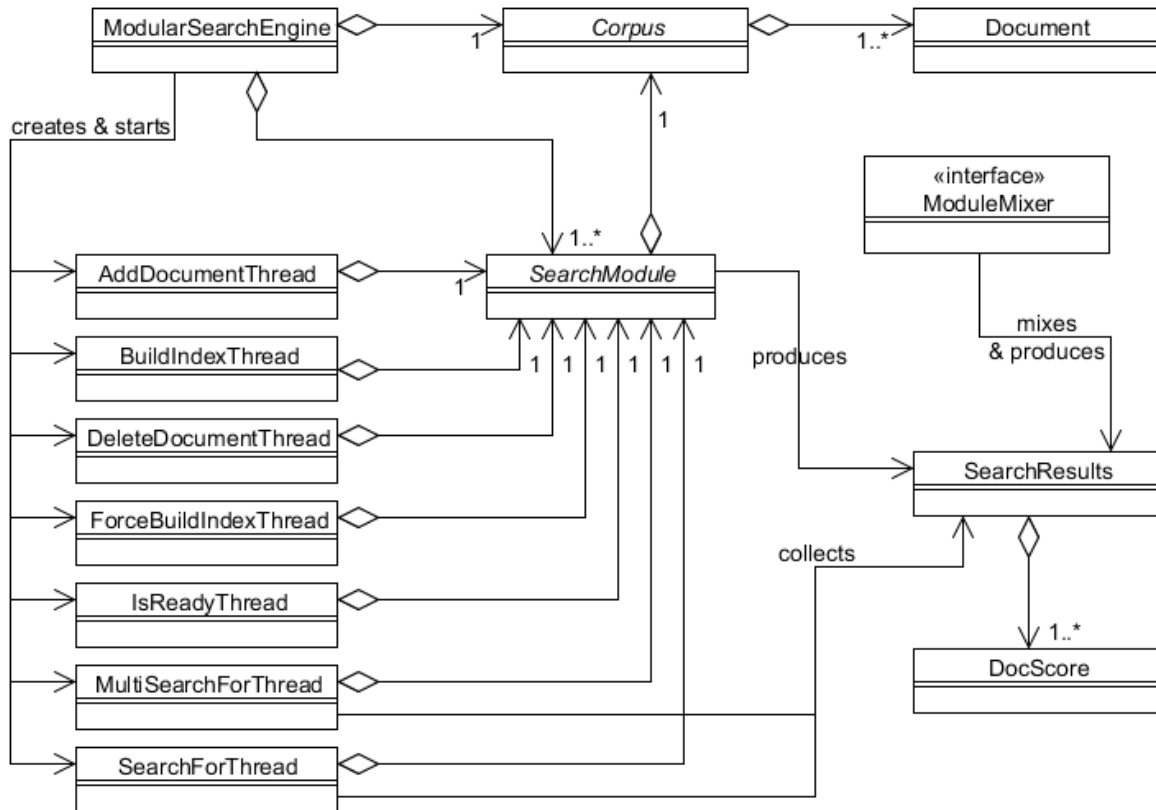 ModularSearchEngine
1
Corpus
1..*
Document
creates & starts
1
«interface»
ModuleMixer
1..*
AddDocumentThread
1
SearchModule
mixes
& produces
BuildIndexThread
1
1
1
1
1
1
produces
DeleteDocumentThread
SearchResults
ForceBuildIndexThread
collects
IsReadyThread
1..*
MultiSearchForThread
DocScore
SearchForThread